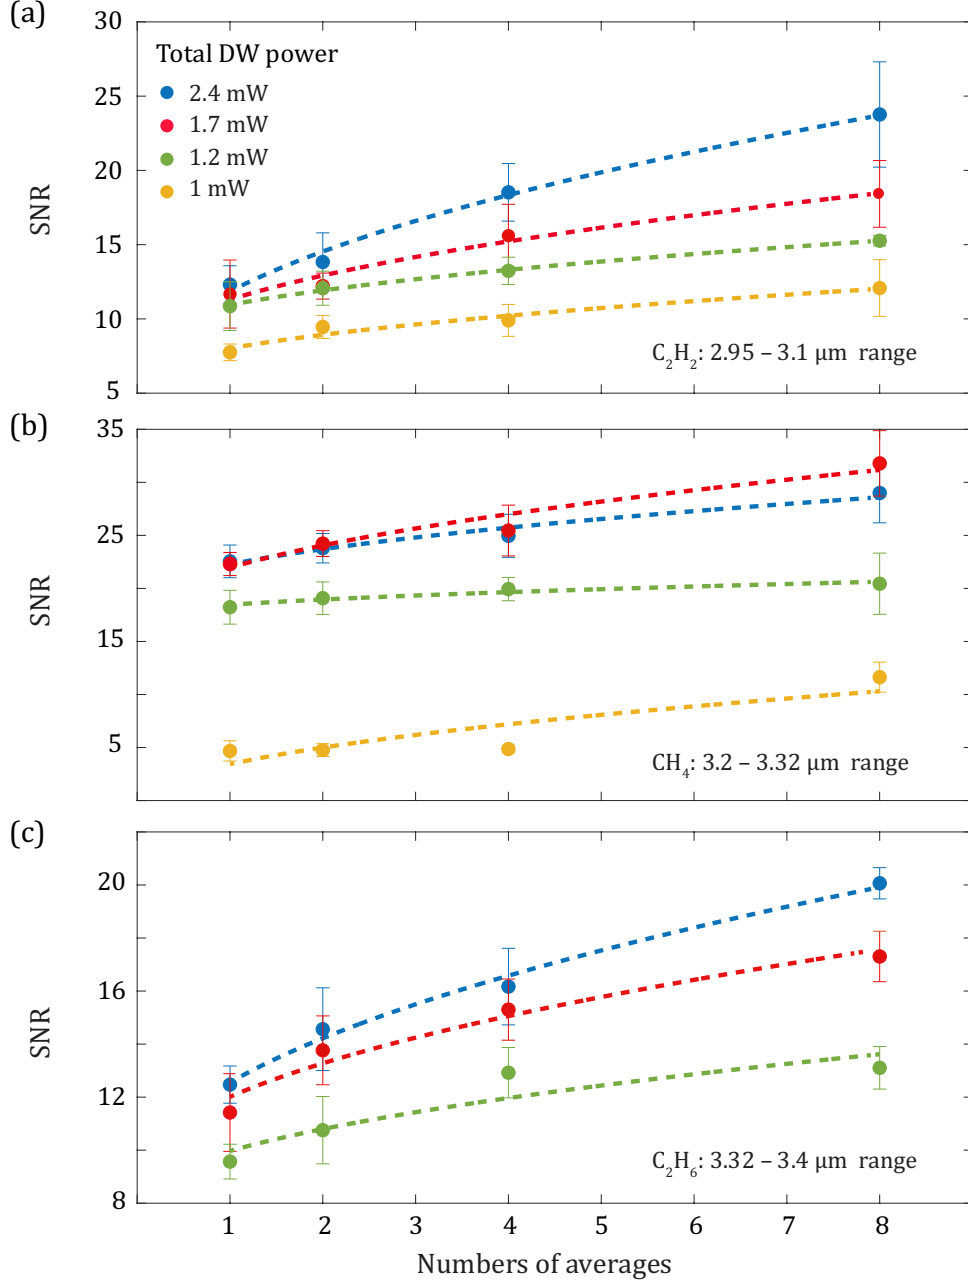 (a)
30
25
20
15
10
5
SNR
Total DW power
2.4 mW
1.7 mW
1.2 mW
1 mW
C₂H₂: 2.95 – 3.1 μm range
(b)
35
25
15
5
SNR
CH₄: 3.2 – 3.32 μm range
(c)
20
16
12
8
SNR
C₂H₆: 3.32 – 3.4 μm range
1 2 3 4 5 6 7 8
Numbers of averages